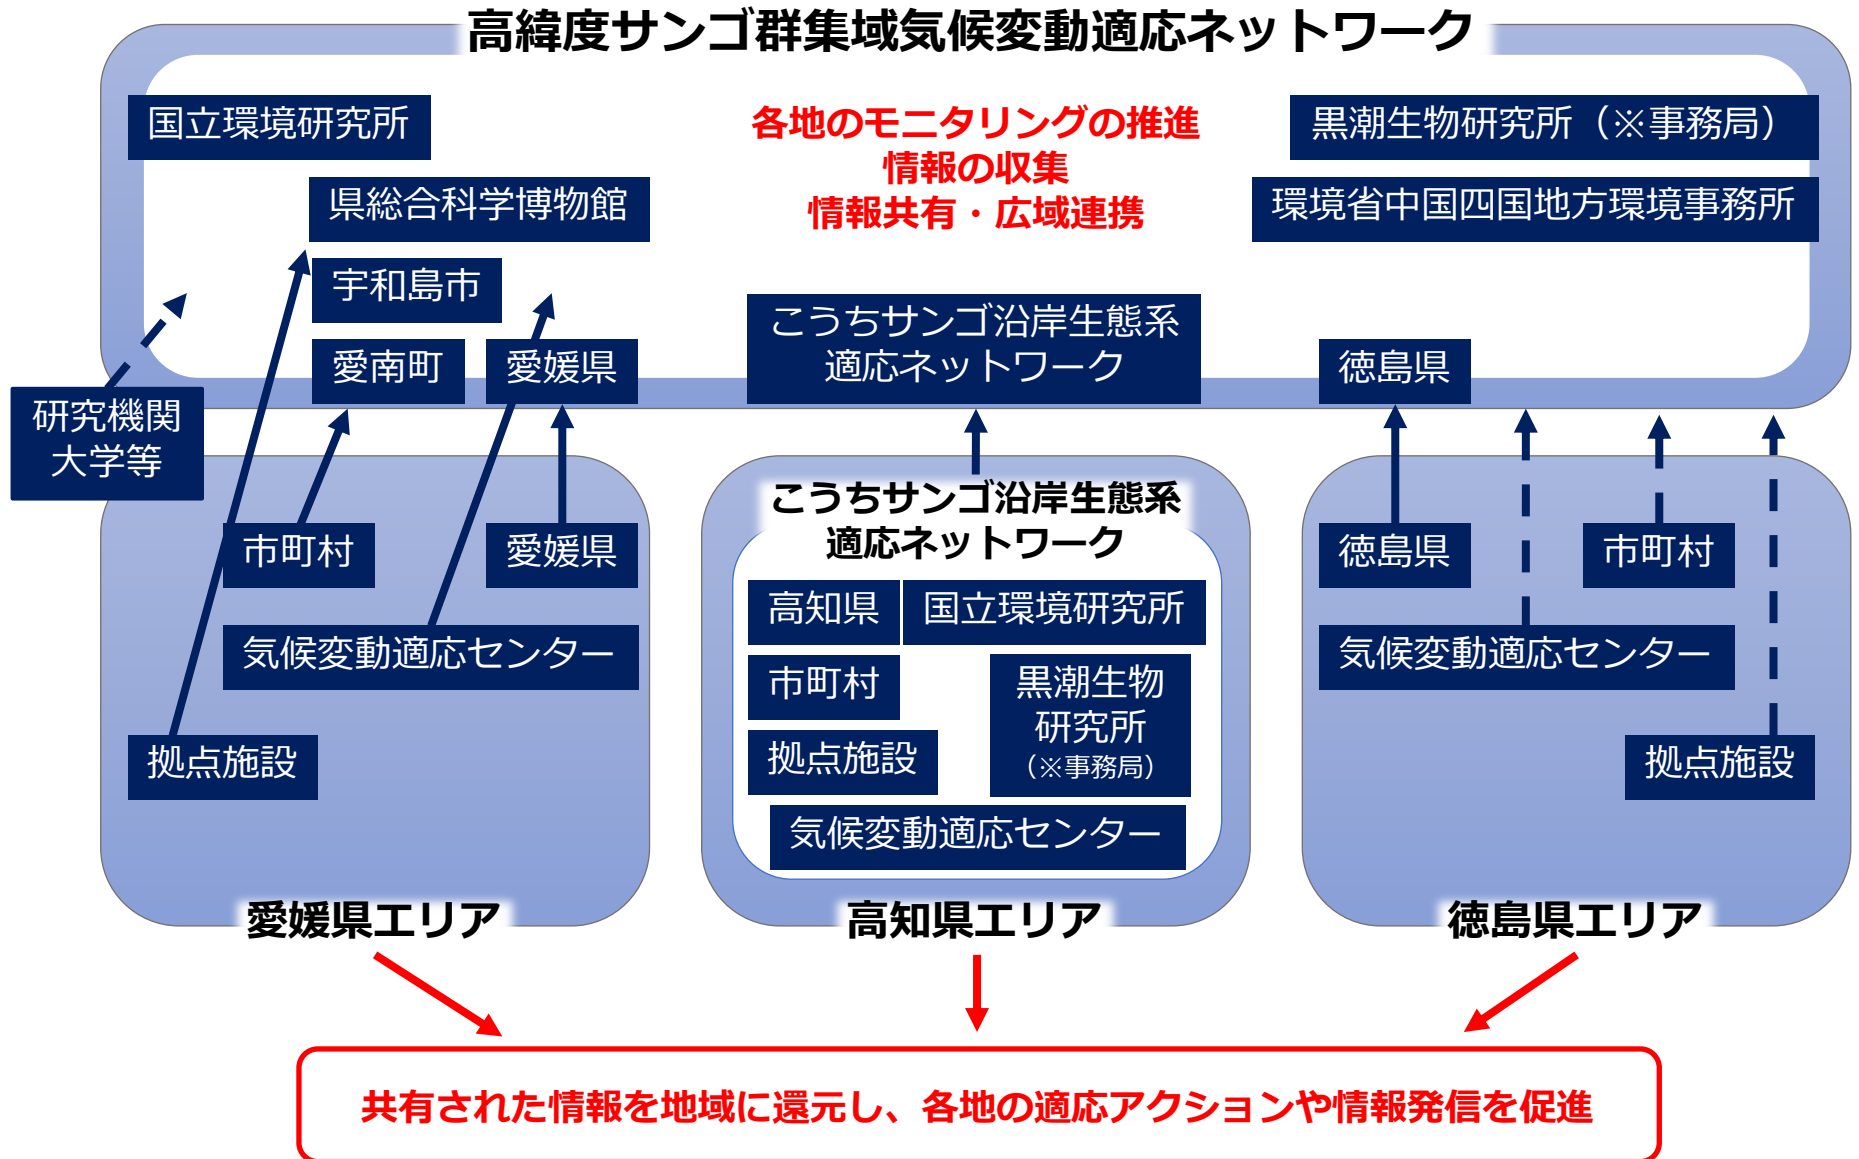 高緯度サンゴ群集域気候変動適応ネットワーク
国立環境研究所
各地のモニタリングの推進
情報の収集
情報共有・広域連携
黒潮生物研究所（※事務局）
県総合科学博物館
環境省中国四国地方環境事務所
宇和島市
愛南町
愛媛県
こうちサンゴ沿岸生態系
適応ネットワーク
徳島県
研究機関
大学等
市町村
愛媛県
気候変動適応センター
拠点施設
愛媛県エリア
こうちサンゴ沿岸生態系
適応ネットワーク
高知県
国立環境研究所
市町村
黒潮生物
研究所
（※事務局）
拠点施設
気候変動適応センター
高知県エリア
徳島県
市町村
気候変動適応センター
拠点施設
徳島県エリア
共有された情報を地域に還元し、各地の適応アクションや情報発信を促進